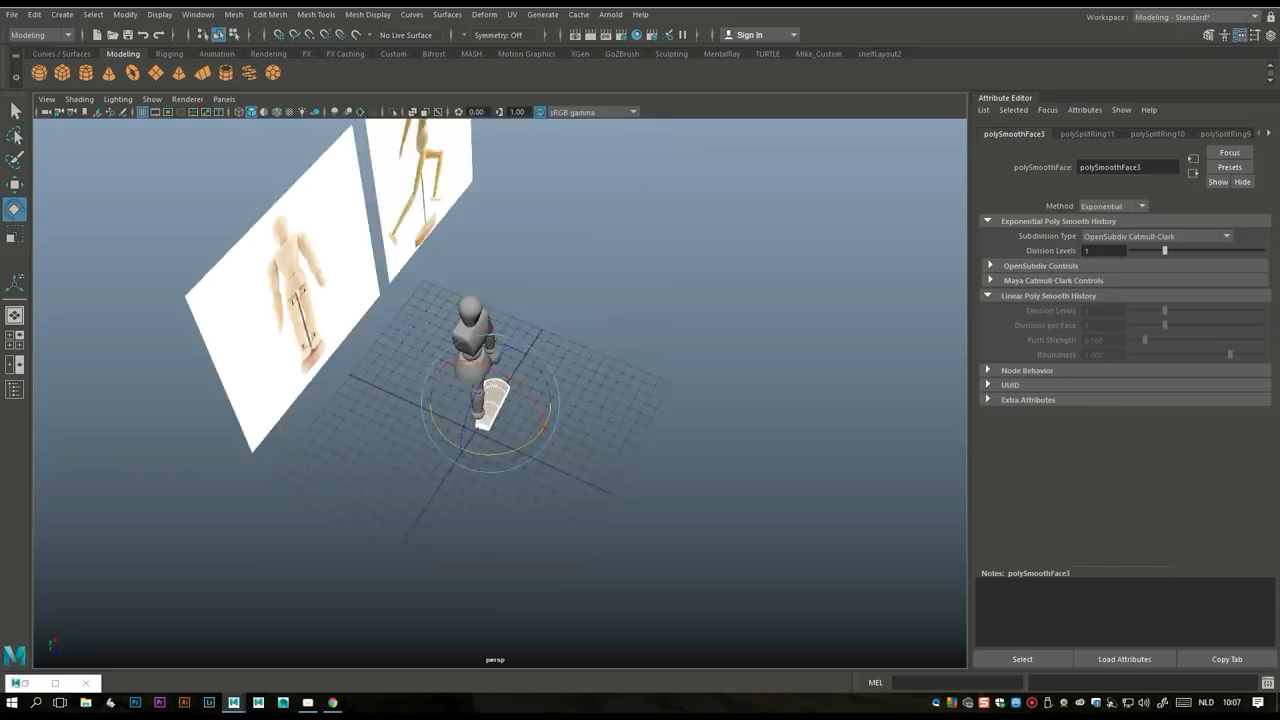 File Edit Create Select Modify Display Windows Mesh Edit Mesh Mesh Tools Mesh Display Curves Surfaces Deform UV Generate Cache Arnold Help
Workspace : Modeling - Standard*
Modeling
No Live Surface
Symmetry: Off
Sign In
Curves / Surfaces Modeling Rigging Animation Rendering FX FX Caching Custom Bifrost MASH Motion Graphics XGen GoZBrush Sculpting MentalRay TURTLE Mike_Custom shelfLayout2
View Shading Lighting Show Renderer Panels
0.00 1.00 sRGB gamma
persp
Attribute Editor
List Selected Focus Attributes Show Help
polySmoothFace3 polySplitRing11 polySplitRing10 polySplitRing9
polySmoothFace: polySmoothFace3
Focus
Presets
Show Hide
Method Exponential
Exponential Poly Smooth History
Subdivision Type OpenSubdiv Catmull-Clark
Division Levels 1
OpenSubdiv Controls
Maya Catmull-Clark Controls
Linear Poly Smooth History
Division Levels 1
Divisions per Face 1
Push Strength 0.100
Roundness 1.000
Node Behavior
UUID
Extra Attributes
Notes: polySmoothFace3
Select Load Attributes Copy Tab
MEL
NLD 10:07